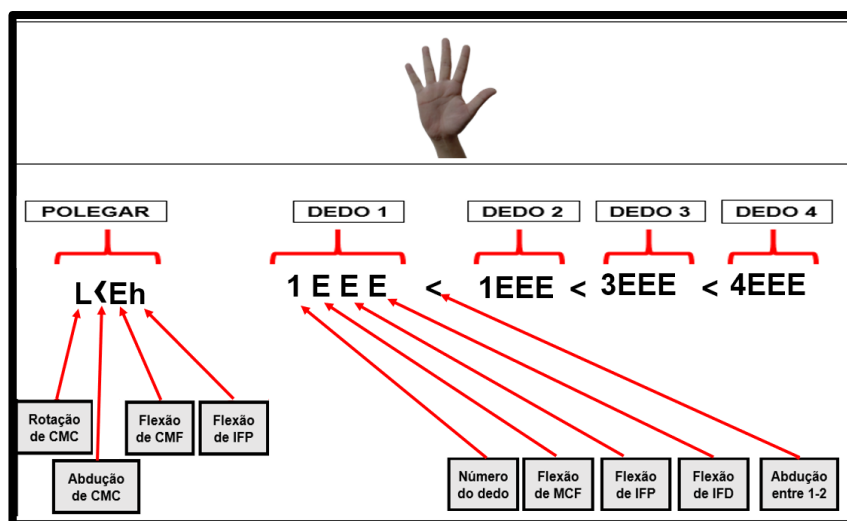 POLEGAR DEDO 1 DEDO 2 DEDO 3 DEDO 4
L<Eh 1 E E E < 1EEE < 3EEE < 4EEE
Rotação de CMC
Abdução de CMC
Flexão de CMF
Flexão de IFP
Número do dedo
Flexão de MCF
Flexão de IFP
Flexão de IFD
Abdução entre 1-2